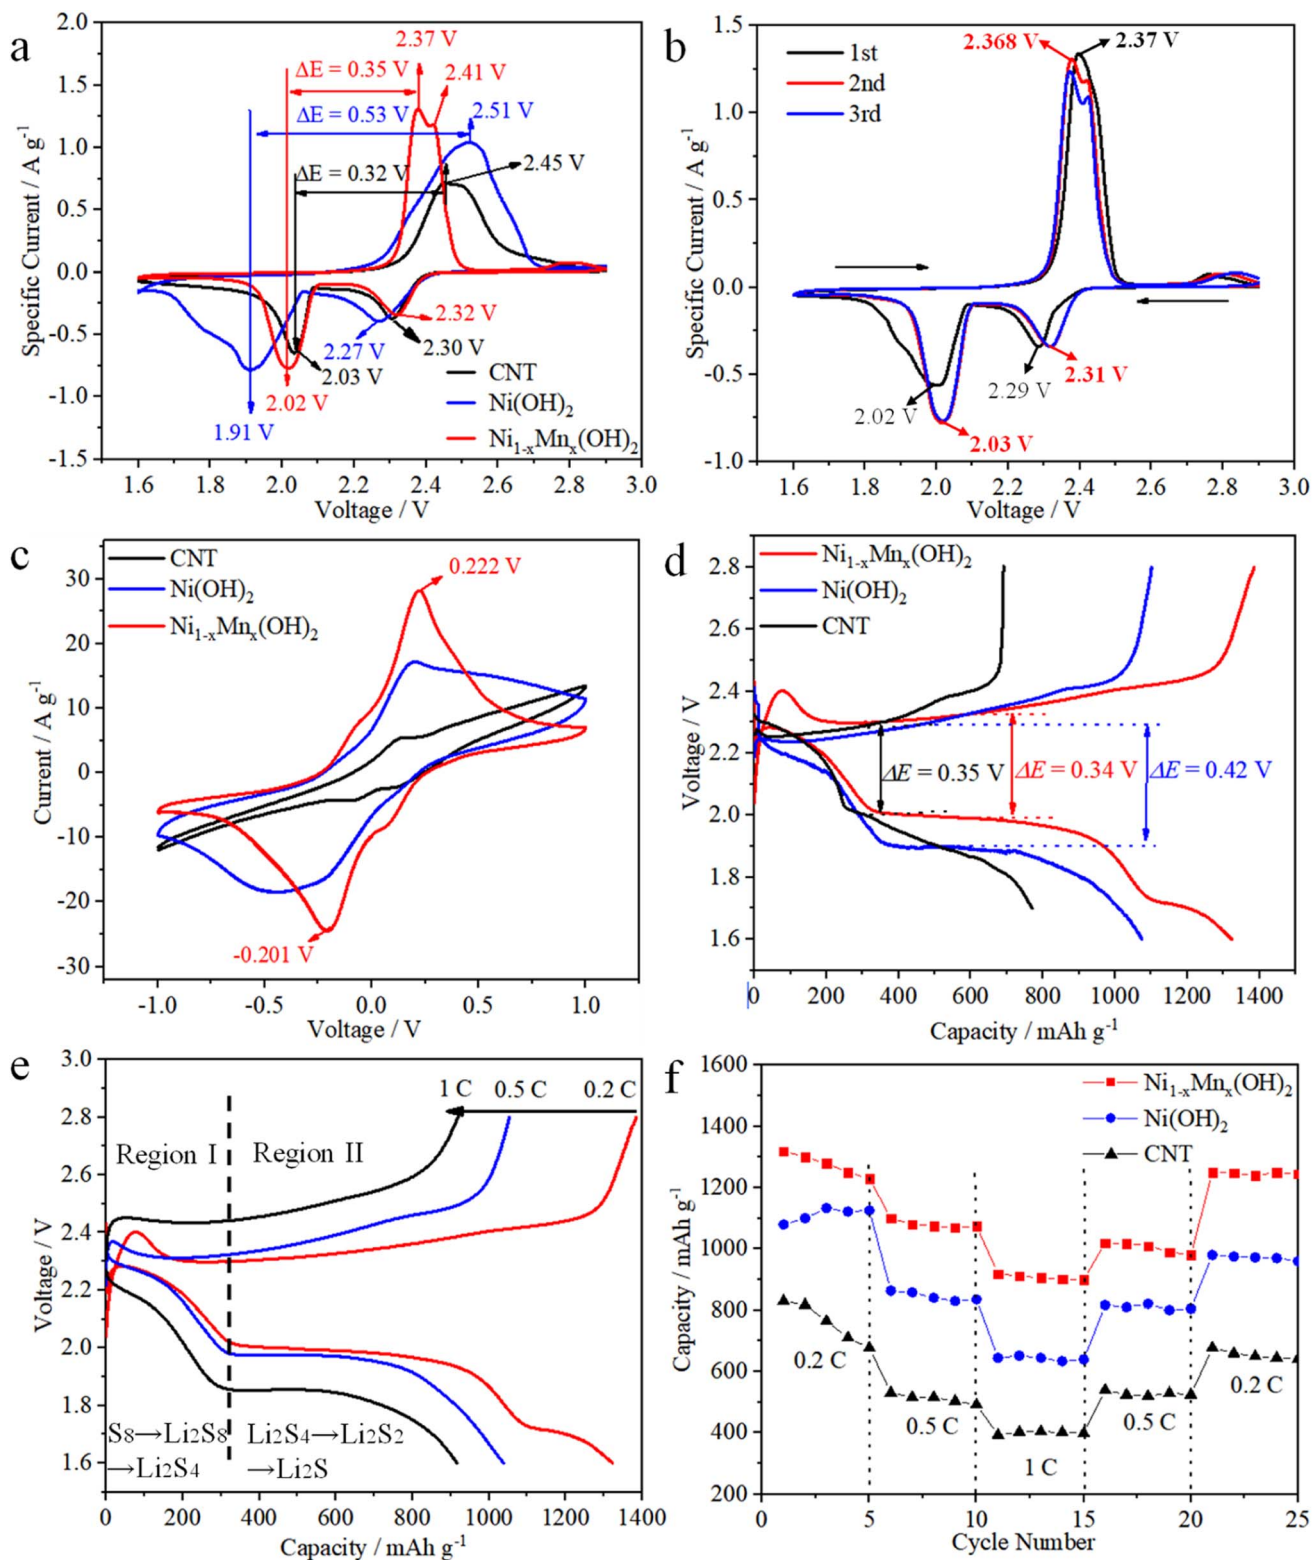 a
2.0
1.5
1.0
0.5
0.0
-0.5
-1.0
-1.5
Specific Current / A g-1
2.37 V
ΔE = 0.35 V
2.41 V
ΔE = 0.53 V
2.51 V
ΔE = 0.32 V
2.45 V
2.32 V
2.27 V
2.30 V
2.03 V
2.02 V
1.91 V
CNT
Ni(OH)2
Ni1-xMnx(OH)2
1.6 1.8 2.0 2.2 2.4 2.6 2.8 3.0
Voltage / V
b
1.5
1.0
0.5
0.0
-0.5
-1.0
Specific Current / A g-1
1st
2nd
3rd
2.368 V
2.37 V
2.02 V
2.29 V
2.31 V
2.03 V
1.6 2.0 2.4 2.8 3.0
Voltage / V
c
30
20
10
0
-10
-20
-30
Current / A g-1
CNT
Ni(OH)2
Ni1-xMnx(OH)2
0.222 V
-0.201 V
-1.0 -0.5 0.0 0.5 1.0
Voltage / V
d
2.8
2.6
2.4
2.2
2.0
1.8
1.6
Voltage / V
Ni1-xMnx(OH)2
Ni(OH)2
CNT
ΔE = 0.35 V
ΔE = 0.34 V
ΔE = 0.42 V
0 200 400 600 800 1000 1200 1400
Capacity / mAh g-1
e
3.0
2.8
2.6
2.4
2.2
2.0
1.8
1.6
Voltage / V
1 C 0.5 C 0.2 C
Region I
Region II
S8→Li2S8
→Li2S4
Li2S4→Li2S2
→Li2S
0 200 400 600 800 1000 1200 1400
Capacity / mAh g-1
f
1600
1400
1200
1000
800
600
400
200
Capacity / mAh g-1
Ni1-xMnx(OH)2
Ni(OH)2
CNT
0.2 C
0.5 C
1 C
0.5 C
0.2 C
0 5 10 15 20 25
Cycle Number